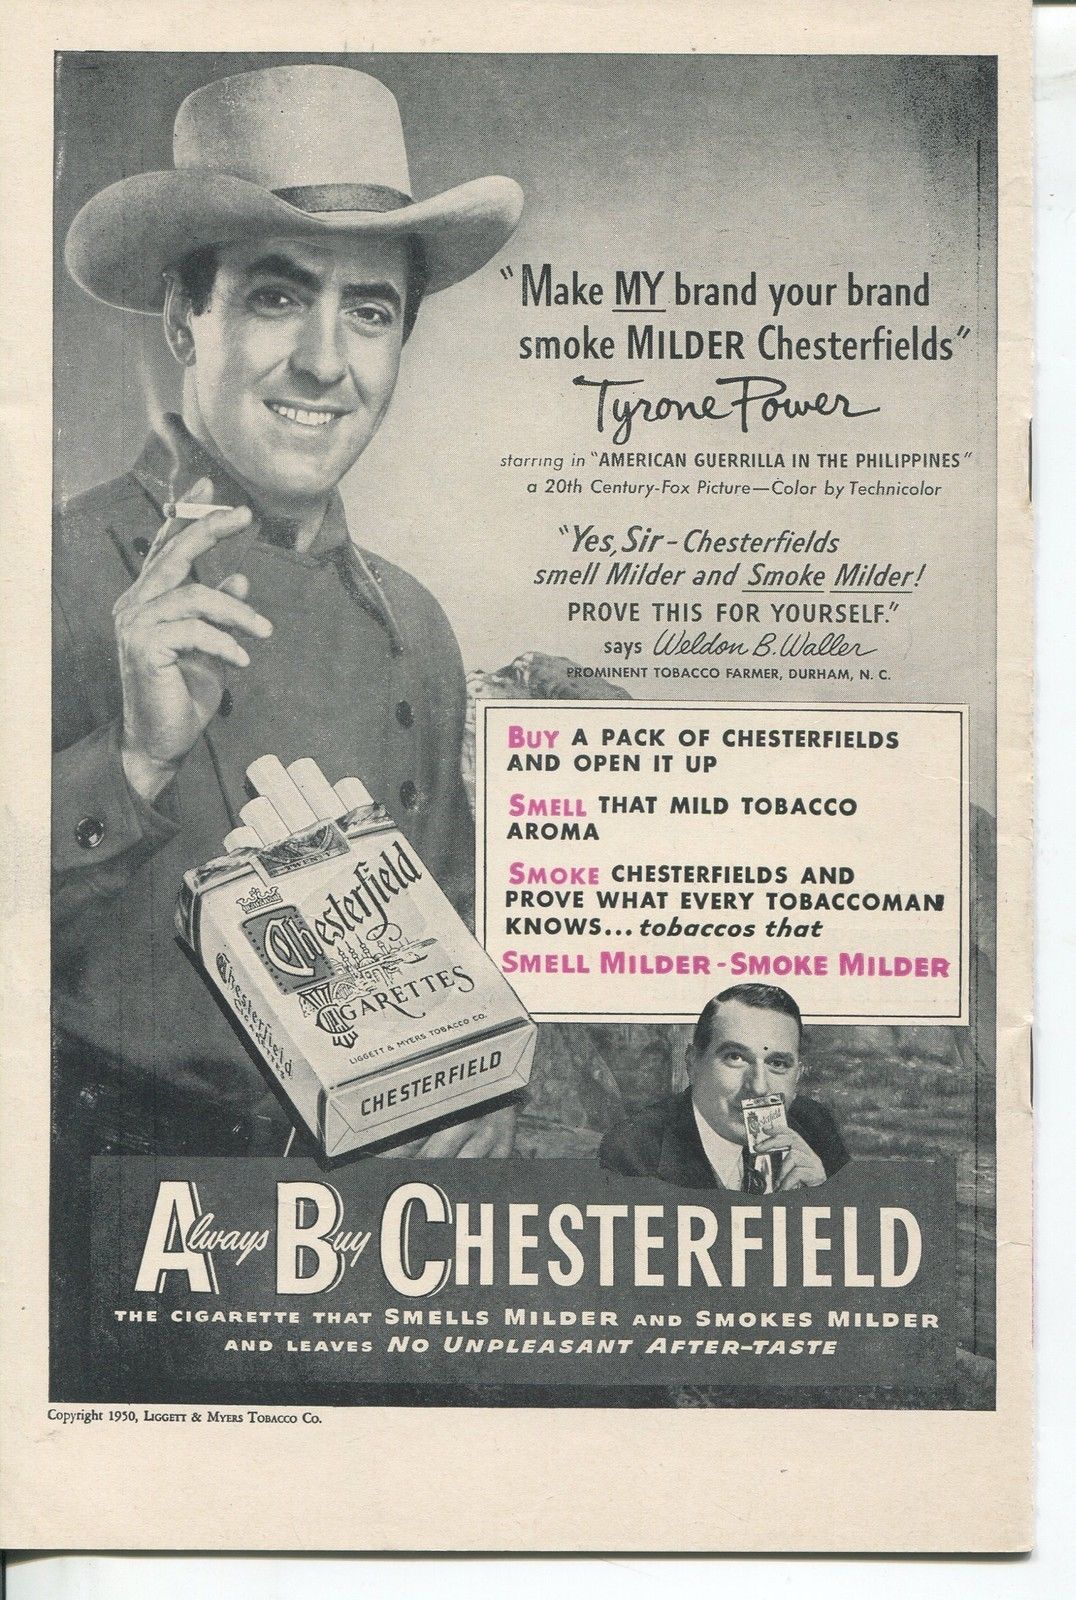 "Make MY brand your brand
smoke MILDER Chesterfields"
Tyrone Power
starring in "AMERICAN GUERRILLA IN THE PHILIPPINES"
a 20th Century-Fox Picture—Color by Technicolor
"Yes, Sir - Chesterfields
smell Milder and Smoke Milder!
PROVE THIS FOR YOURSELF."
says Weldon B. Waller
PROMINENT TOBACCO FARMER, DURHAM, N. C.
BUY A PACK OF CHESTERFIELDS
AND OPEN IT UP
SMELL THAT MILD TOBACCO
AROMA
SMOKE CHESTERFIELDS AND
PROVE WHAT EVERY TOBACCOMAN
KNOWS... tobaccos that
SMELL MILDER - SMOKE MILDER
TWENTY
Chesterfield
CIGARETTES
LIGGETT & MYERS TOBACCO CO.
CHESTERFIELD
Chesterfield
CIGARETTES
Chesterfield
Always Buy CHESTERFIELD
THE CIGARETTE THAT SMELLS MILDER AND SMOKES MILDER
AND LEAVES NO UNPLEASANT AFTER-TASTE
Copyright 1950, LIGGETT & MYERS TOBACCO CO.